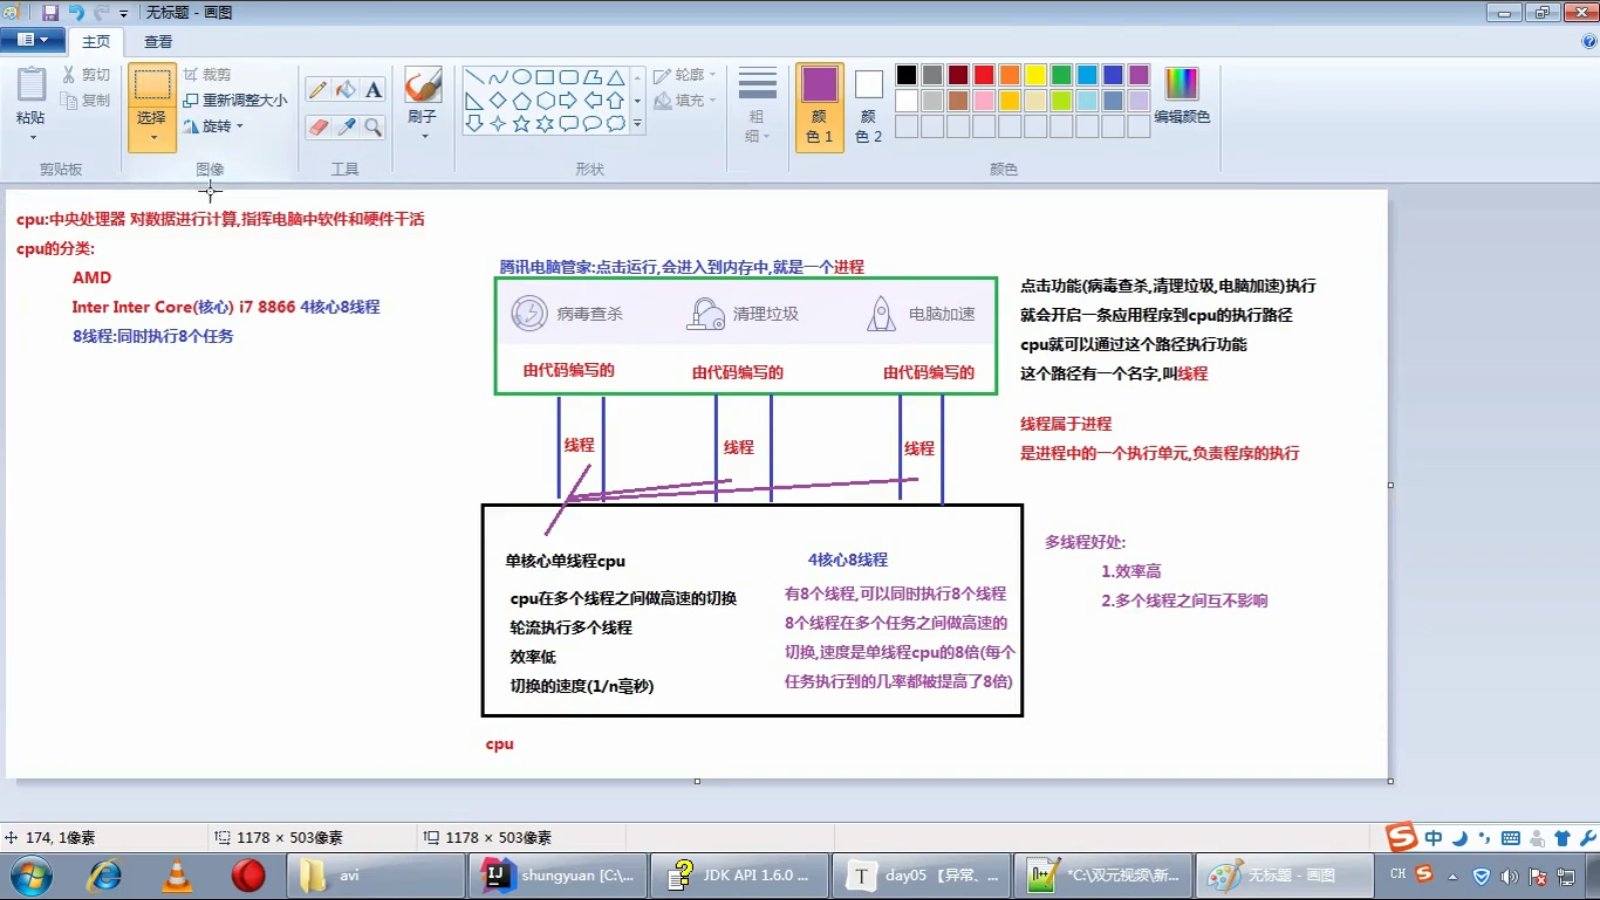 无标题 - 画图
主页
查看
粘贴
剪切
复制
剪贴板
选择
裁剪
重新调整大小
旋转
图像
A
工具
刷子
形状
轮廓
填充
粗
细
颜
色 1
颜
色 2
编辑颜色
颜色
cpu:中央处理器 对数据进行计算,指挥电脑中软件和硬件干活
cpu的分类:
AMD
Inter Inter Core(核心) i7 8866 4核心8线程
8线程:同时执行8个任务
腾讯电脑管家:点击运行,会进入到内存中,就是一个进程
病毒查杀
清理垃圾
电脑加速
由代码编写的
由代码编写的
由代码编写的
线程
线程
线程
点击功能(病毒查杀,清理垃圾,电脑加速)执行
就会开启一条应用程序到cpu的执行路径
cpu就可以通过这个路径执行功能
这个路径有一个名字,叫线程
线程属于进程
是进程中的一个执行单元,负责程序的执行
单核心单线程cpu
cpu在多个线程之间做高速的切换
轮流执行多个线程
效率低
切换的速度(1/n毫秒)
4核心8线程
有8个线程,可以同时执行8个线程
8个线程在多个任务之间做高速的
切换,速度是单线程cpu的8倍(每个
任务执行到的几率都被提高了8倍)
cpu
多线程好处:
1.效率高
2.多个线程之间互不影响
174, 1像素
1178 × 503像素
1178 × 503像素
中
avi
shungyuan [C:\...
JDK API 1.6.0 ...
day05 【异常、...
*C:\双元视频\新...
无标题 - 画图
CH